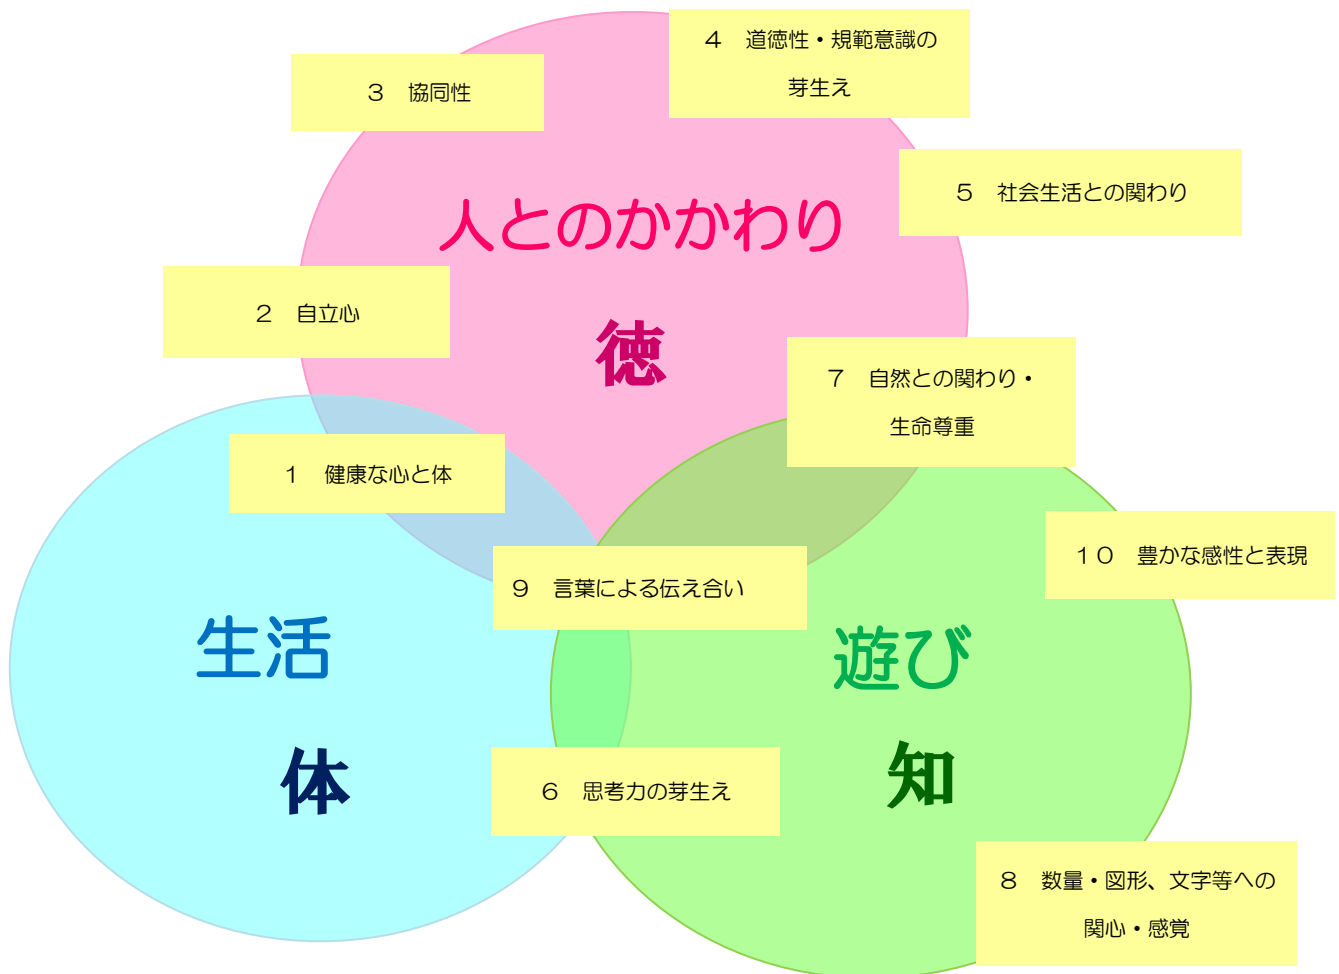 ４　道徳性・規範意識の
芽生え
３　協同性
５　社会生活との関わり
人とのかかわり
２　自立心
徳
７　自然との関わり・
生命尊重
１　健康な心と体
１０　豊かな感性と表現
９　言葉による伝え合い
生活
遊び
体
知
６　思考力の芽生え
８　数量・図形、文字等への
関心・感覚